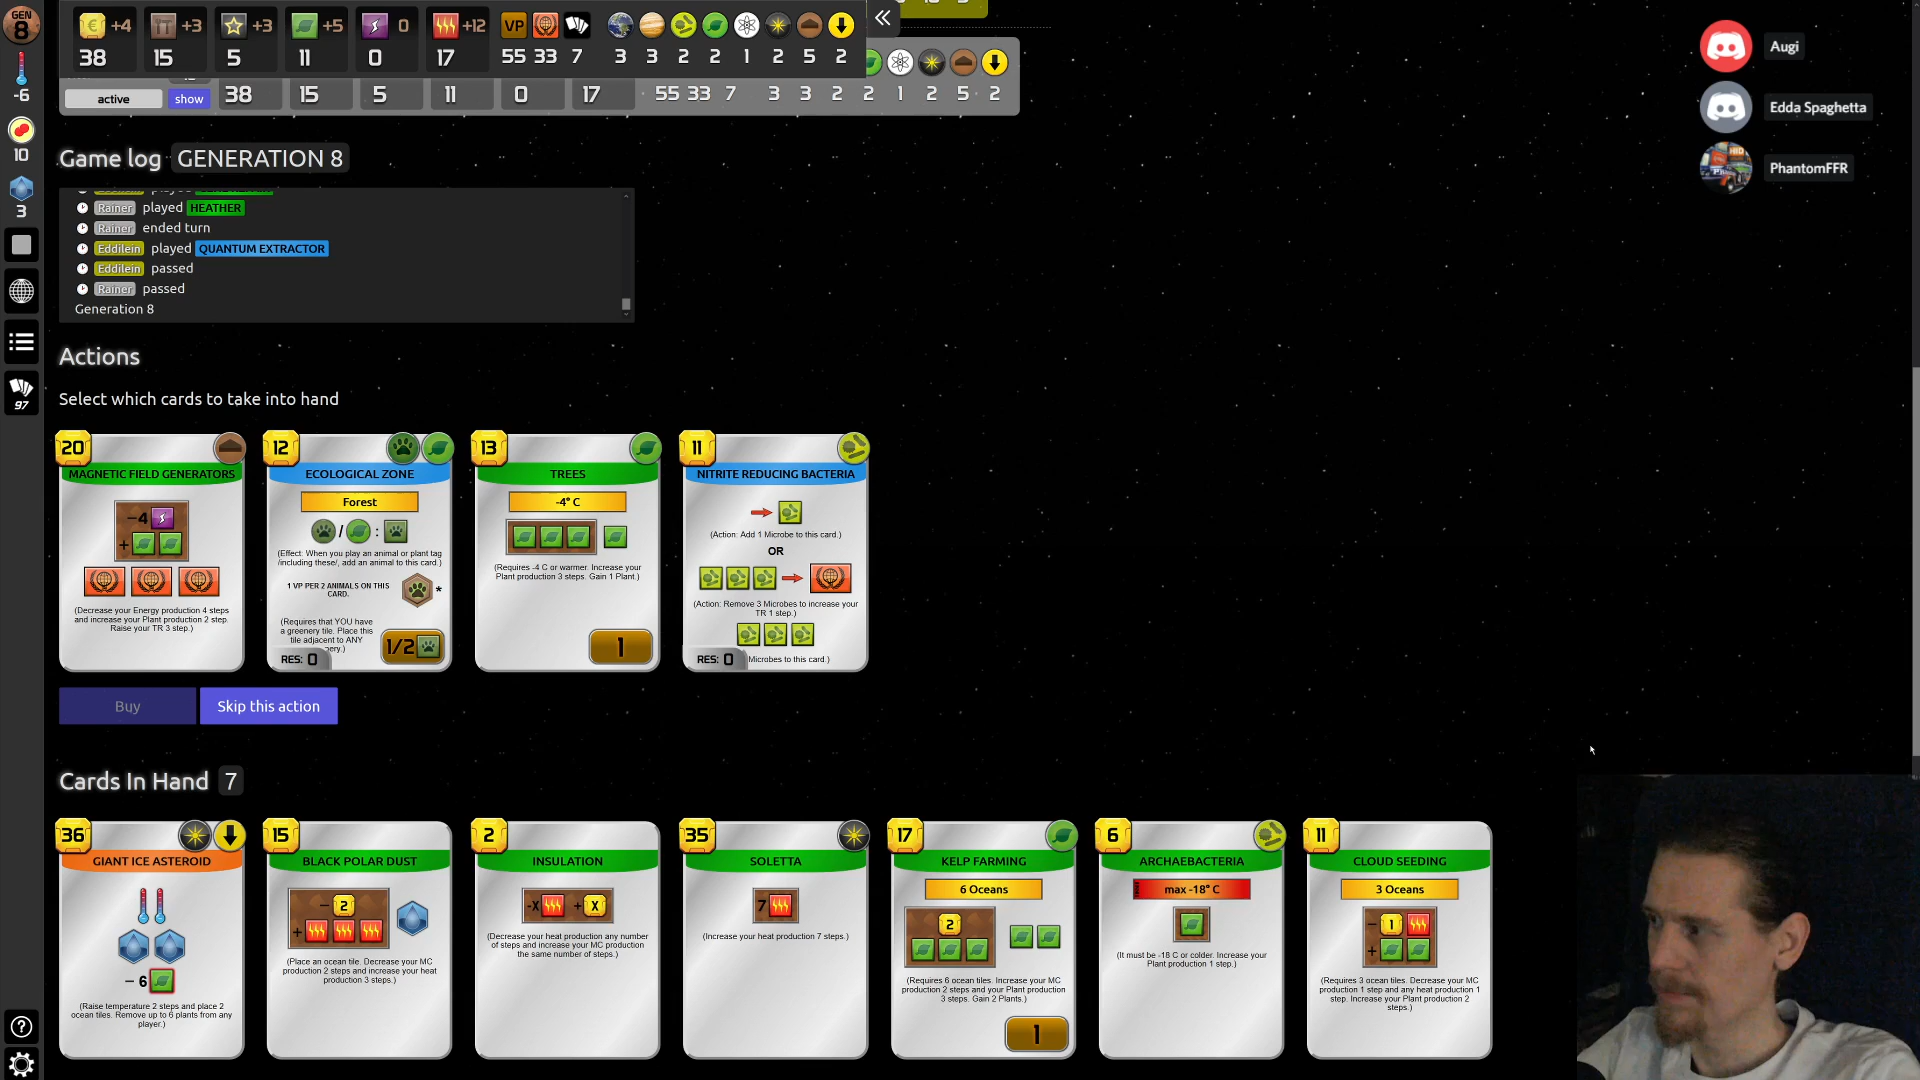 GEN 8
+4 +3 +3 +5 0 +12 VP
38 15 5 11 0 17 55 33 7 3 3 2 2 1 2 5 2
active show 38 15 5 11 0 17 55 33 7 3 3 2 2 1 2 5 2
-6
10
3
97
Augi
Edda Spaghetta
PhantomFFR
Game log GENERATION 8
Rainer played HEATHER
Rainer ended turn
Eddilein played QUANTUM EXTRACTOR
Eddilein passed
Rainer passed
Generation 8
Actions
Select which cards to take into hand
20
MAGNETIC FIELD GENERATORS
-4
+
(Decrease your Energy production 4 steps
and increase your Plant production 2 step.
Raise your TR 3 step.)
12
ECOLOGICAL ZONE
Forest
/ :
(Effect: When you play an animal or plant tag
/including these/, add an animal to this card.)
1 VP PER 2 ANIMALS ON THIS
CARD.
*
(Requires that YOU have
a greenery tile. Place this
tile adjacent to ANY
1/2
RES: 0
13
TREES
-4° C
(Requires -4 C or warmer. Increase your
Plant production 3 steps. Gain 1 Plant.)
1
11
NITRITE REDUCING BACTERIA
(Action: Add 1 Microbe to this card.)
OR
(Action: Remove 3 Microbes to increase your
TR 1 step.)
RES: 0 Microbes to this card.)
Buy Skip this action
Cards In Hand 7
36
GIANT ICE ASTEROID
- 6
(Raise temperature 2 steps and place 2
ocean tiles. Remove up to 6 plants from any
player.)
15
BLACK POLAR DUST
- 2
+
(Place an ocean tile. Decrease your MC
production 2 steps and increase your heat
production 3 steps.)
2
INSULATION
-X +X
(Decrease your heat production any number
of steps and increase your MC production
the same number of steps.)
35
SOLETTA
7
(Increase your heat production 7 steps.)
17
KELP FARMING
6 Oceans
2
(Requires 6 ocean tiles. Increase your MC
production 2 steps and your Plant production
3 steps. Gain 2 Plants.)
1
6
ARCHAEBACTERIA
max -18° C
(It must be -18 C or colder. Increase your
Plant production 1 step.)
11
CLOUD SEEDING
3 Oceans
- 1
+
(Requires 3 ocean tiles. Decrease your MC
production 1 step and any heat production 1
step. Increase your Plant production 2
steps.)